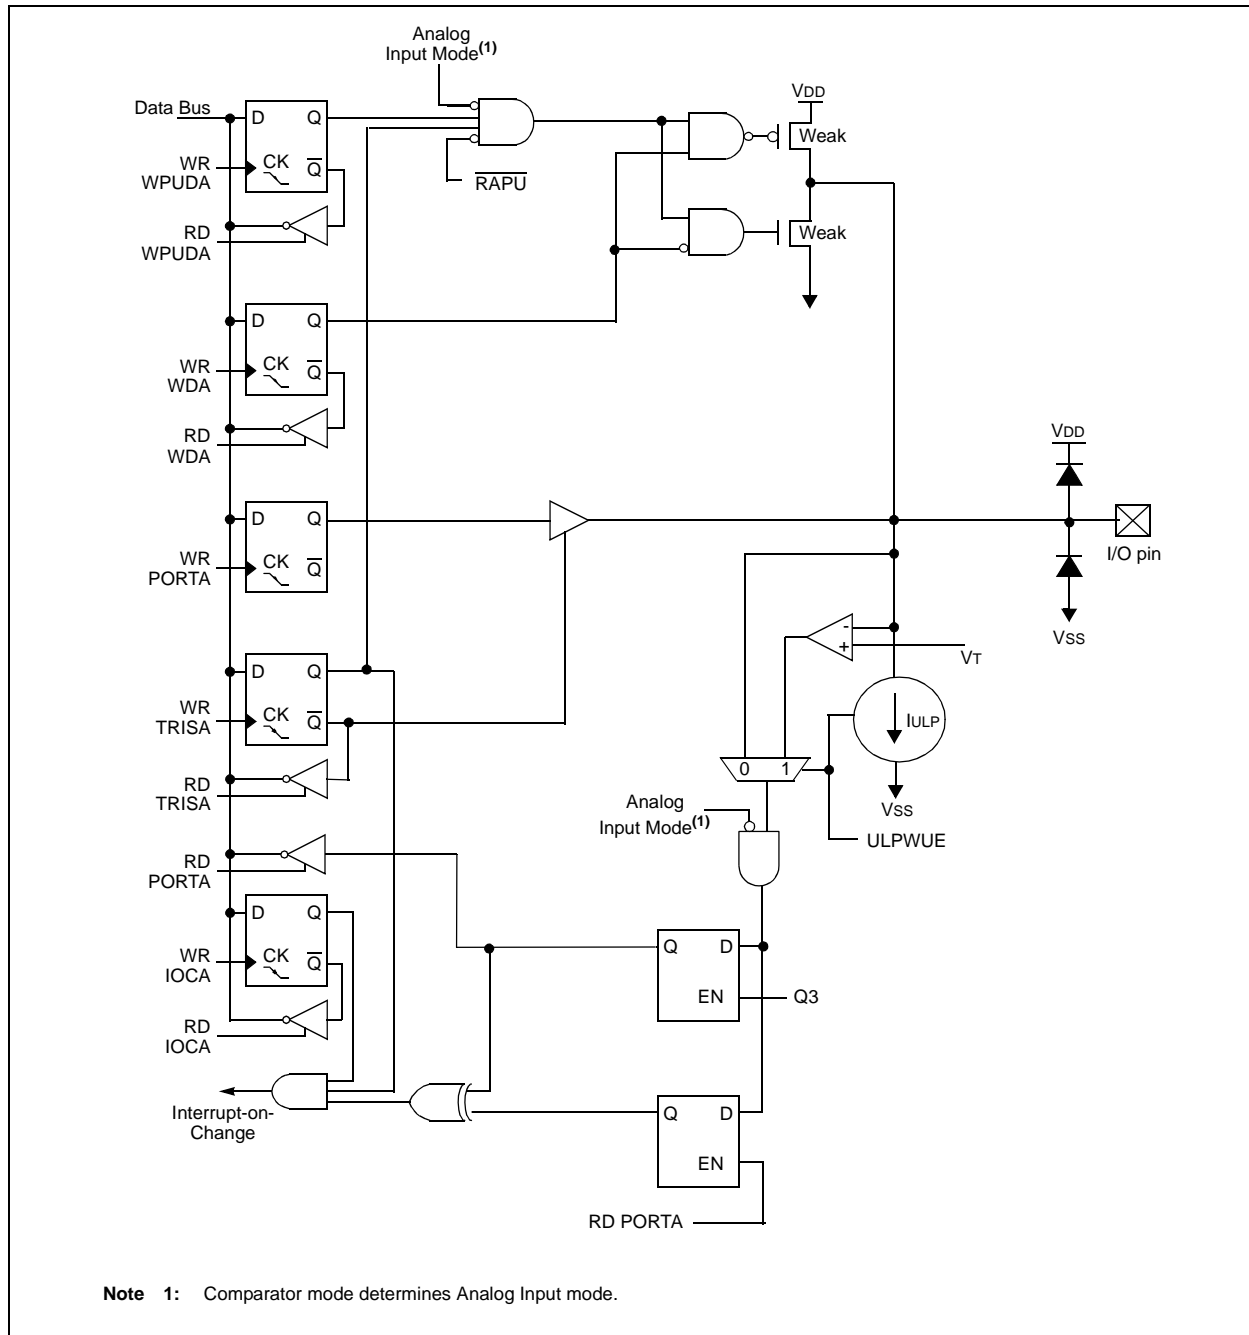 Analog
Input Mode(1)
Data Bus
D Q
CK Q̅
WR
WPUDA
RD
WPUDA
R̅A̅P̅U̅
VDD
Weak
Weak
D Q
CK Q̅
WR
WDA
RD
WDA
D Q
CK Q̅
WR
PORTA
VDD
I/O pin
VSS
-
+
VT
D Q
CK Q̅
WR
TRISA
RD
TRISA
IULP
0 1
VSS
Analog
Input Mode(1)
ULPWUE
RD
PORTA
D Q
CK Q̅
WR
IOCA
RD
IOCA
Q D
EN
Q3
Interrupt-on-
Change
Q D
EN
RD PORTA
Note 1: Comparator mode determines Analog Input mode.